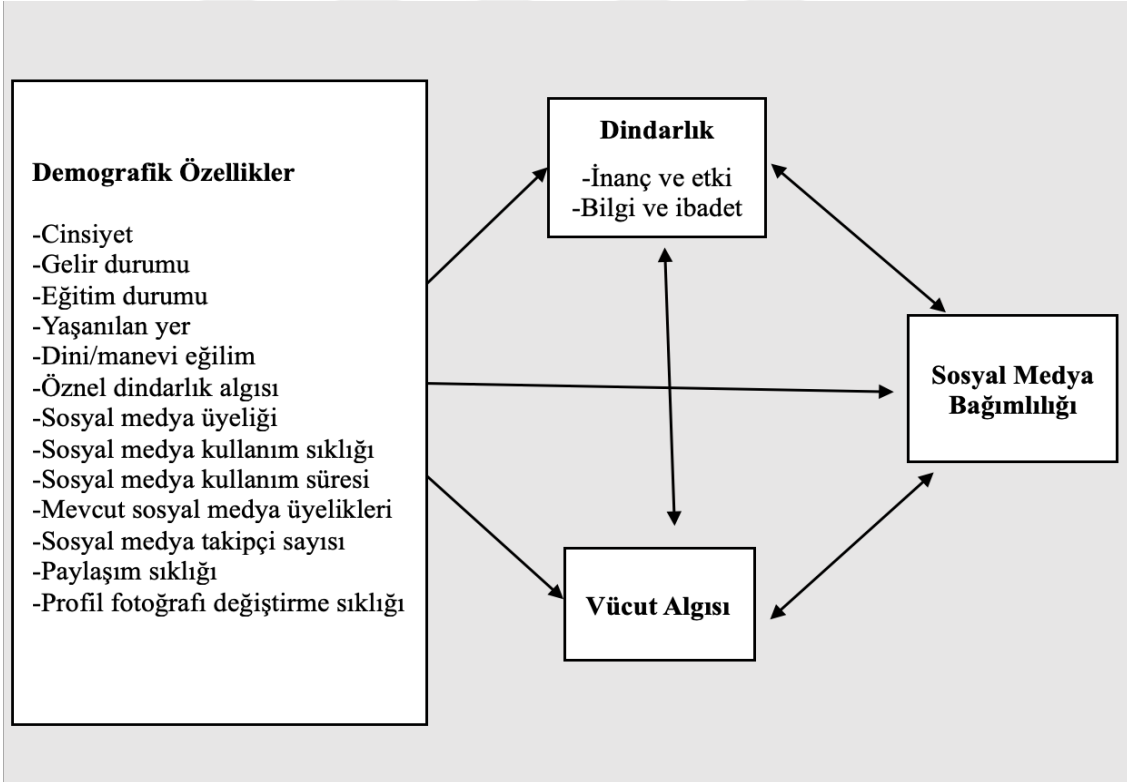 Demografik Özellikler
-Cinsiyet
-Gelir durumu
-Eğitim durumu
-Yaşanılan yer
-Dini/manevi eğilim
-Öznel dindarlık algısı
-Sosyal medya üyeliği
-Sosyal medya kullanım sıklığı
-Sosyal medya kullanım süresi
-Mevcut sosyal medya üyelikleri
-Sosyal medya takipçi sayısı
-Paylaşım sıklığı
-Profil fotoğrafı değiştirme sıklığı
Dindarlık
-İnanç ve etki
-Bilgi ve ibadet
Sosyal Medya
Bağımlılığı
Vücut Algısı